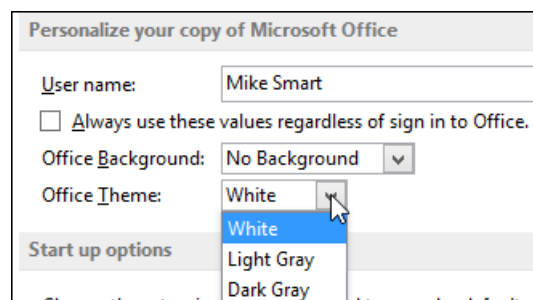 Personalize your copy of Microsoft Office
User name: Mike Smart
Always use these values regardless of sign in to Office.
Office Background: No Background
Office Theme: White
White
Start up options
Light Gray
Dark Gray